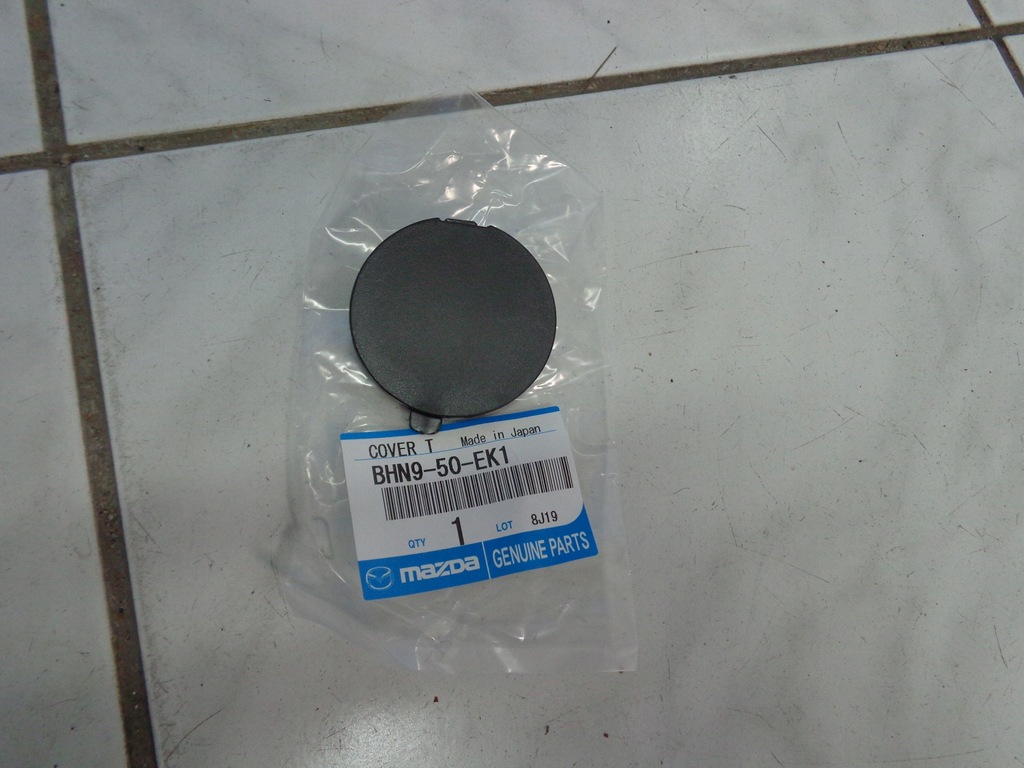 COVER T Made in Japan
BHN9-50-EK1
QTY 1 LOT 8J19
mazda GENUINE PARTS